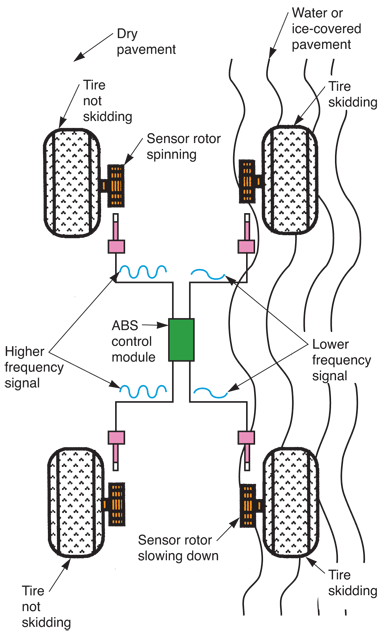 Dry
pavement
Water or
ice-covered
pavement
Tire
not
skidding
Tire
skidding
Sensor rotor
spinning
ABS
control
module
Higher
frequency
signal
Lower
frequency
signal
Sensor rotor
slowing down
Tire
not skidding
Tire
skidding